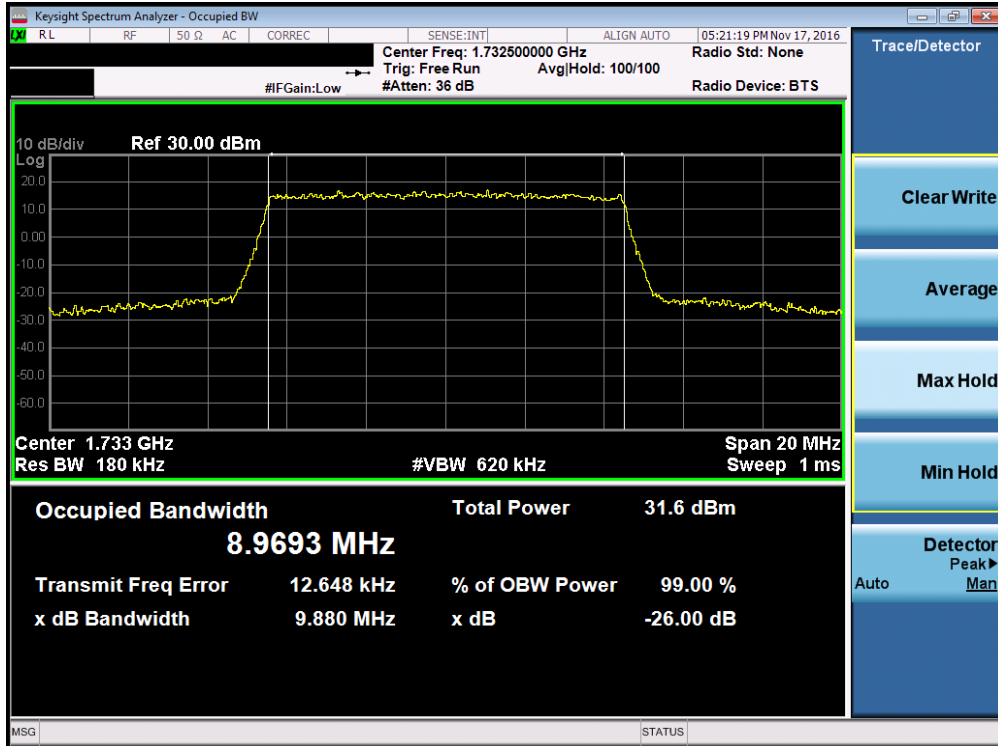 Keysight Spectrum Analyzer - Occupied BW
LXI RL RF 50 Ω AC CORREC SENSE:INT ALIGN AUTO 05:21:19 PM Nov 17, 2016
Center Freq: 1.732500000 GHz Radio Std: None
Trig: Free Run Avg|Hold: 100/100
#IFGain:Low #Atten: 36 dB Radio Device: BTS
10 dB/div Ref 30.00 dBm
Log
20.0
10.0
0.00
-10.0
-20.0
-30.0
-40.0
-50.0
-60.0
Center 1.733 GHz Span 20 MHz
Res BW 180 kHz #VBW 620 kHz Sweep 1 ms
Occupied Bandwidth Total Power 31.6 dBm
8.9693 MHz
Transmit Freq Error 12.648 kHz % of OBW Power 99.00 %
x dB Bandwidth 9.880 MHz x dB -26.00 dB
MSG STATUS
Trace/Detector
Clear Write
Average
Max Hold
Min Hold
Detector
Peak▶
Auto Man